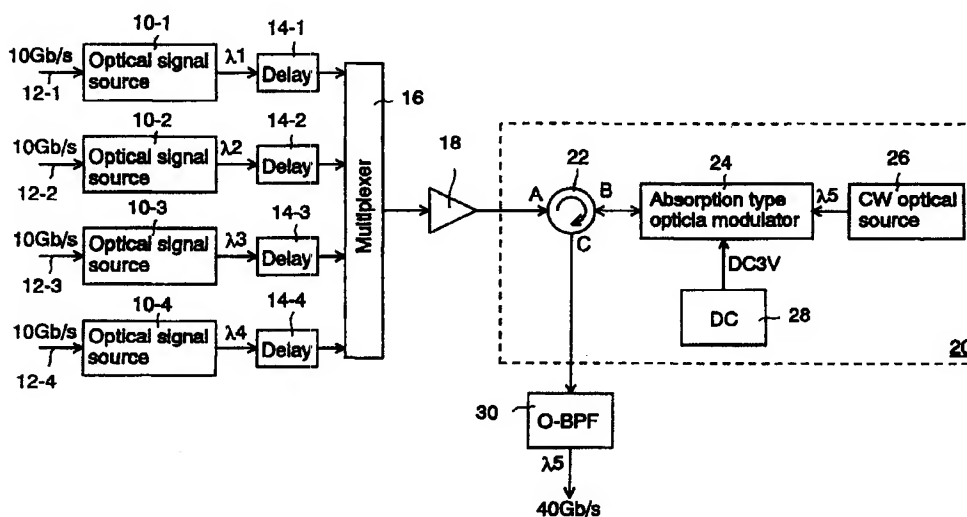 10-1
14-1
10Gb/s
Optical signal
source
λ1
Delay
12-1
16
10-2
14-2
10Gb/s
Optical signal
source
λ2
Delay
12-2
18
22
24
26
A
B
C
Absorption type
opticla modulator
λ5
CW optical
source
Multiplexer
10-3
14-3
10Gb/s
Optical signal
source
λ3
Delay
12-3
DC3V
DC
28
10-4
14-4
10Gb/s
Optical signal
source
λ4
Delay
12-4
20
30
O-BPF
λ5
40Gb/s